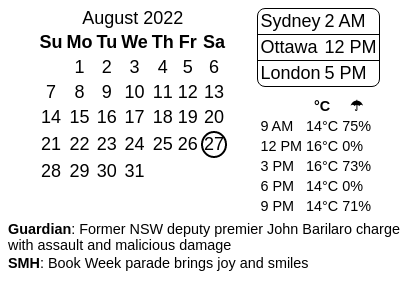 August 2022
Su Mo Tu We Th Fr Sa
1 2 3 4 5 6
7 8 9 10 11 12 13
14 15 16 17 18 19 20
21 22 23 24 25 26 27
28 29 30 31
Sydney 2 AM
Ottawa 12 PM
London 5 PM
°C ☂
9 AM 14°C 75%
12 PM 16°C 0%
3 PM 16°C 73%
6 PM 14°C 0%
9 PM 14°C 71%
Guardian: Former NSW deputy premier John Barilaro charge
with assault and malicious damage
SMH: Book Week parade brings joy and smiles